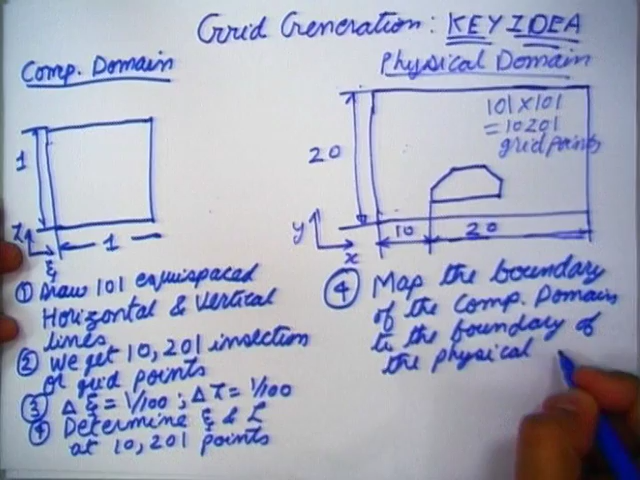 Grid Generation: KEY IDEA
Comp. Domain
Physical Domain
1
1
ξ
20
101 x 101
= 10201
grid points
y
x
10
20
① Draw 101 equispaced
Horizontal & Vertical
lines
② We get 10,201 insection
or grid points
③ Δξ = 1/100 ; Δτ = 1/100
④ Determine ξ & τ
at 10,201 points
④ Map the boundary
of the Comp. Domain
to the boundary of
the physical